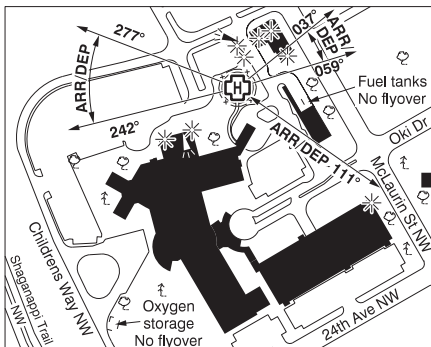 277°
037°
ARR/
DEP
059°
ARR/DEP
H
Fuel tanks
No flyover
242°
ARR/DEP 111°
Oki Dr
McLaurin St NW
Childrens Way NW
Shaganappi Trail
NW
Oxygen
storage
No flyover
24th Ave NW